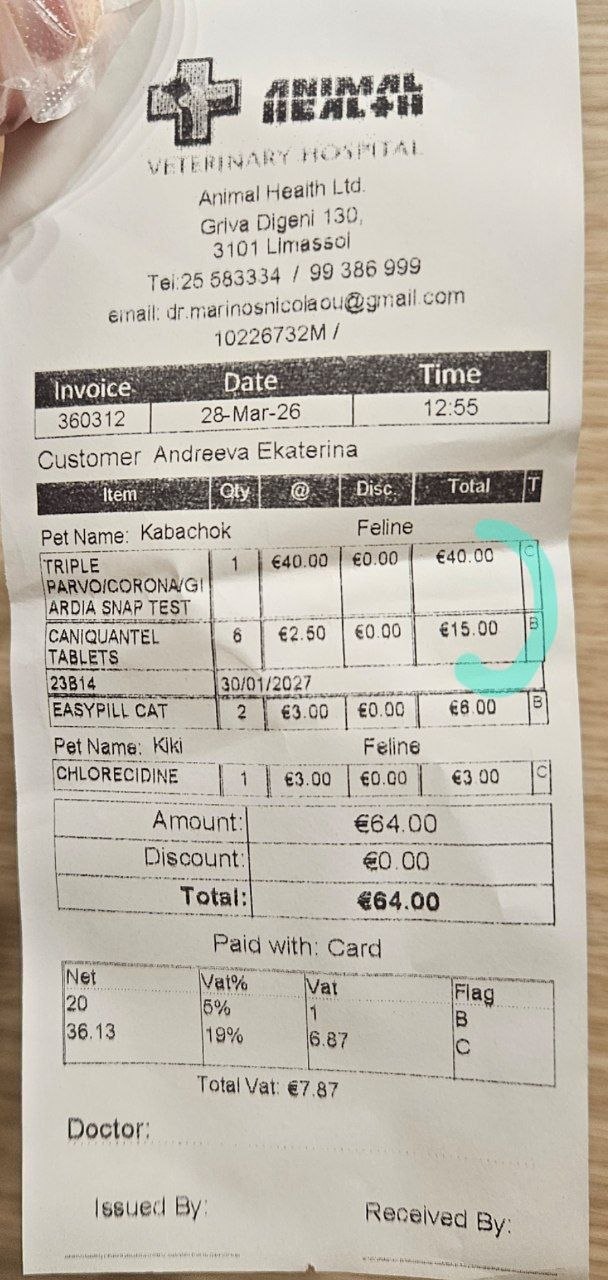 ANIMAL
HEALTH
VETERINARY HOSPITAL
Animal Health Ltd.
Griva Digeni 130,
3101 Limassol
Tel:25 583334 / 99 386 999
email: dr.marinosnicolaou@gmail.com
10226732M /
Invoice Date Time
360312 28-Mar-26 12:55
Customer Andreeva Ekaterina
Item Qty @ Disc. Total T
Pet Name: Kabachok Feline
TRIPLE 1 €40.00 €0.00 €40.00 C
PARVO/CORONA/GI
ARDIA SNAP TEST
CANIQUANTEL 6 €2.50 €0.00 €15.00 B
TABLETS
23B14 30/01/2027
EASYPILL CAT 2 €3.00 €0.00 €6.00 B
Pet Name: Kiki Feline
CHLORECIDINE 1 €3.00 €0.00 €3.00 C
Amount: €64.00
Discount: €0.00
Total: €64.00
Paid with: Card
Net Vat% Vat Flag
20 5% 1 B
36.13 19% 6.87 C
Total Vat: €7.87
Doctor:
Issued By: Received By: